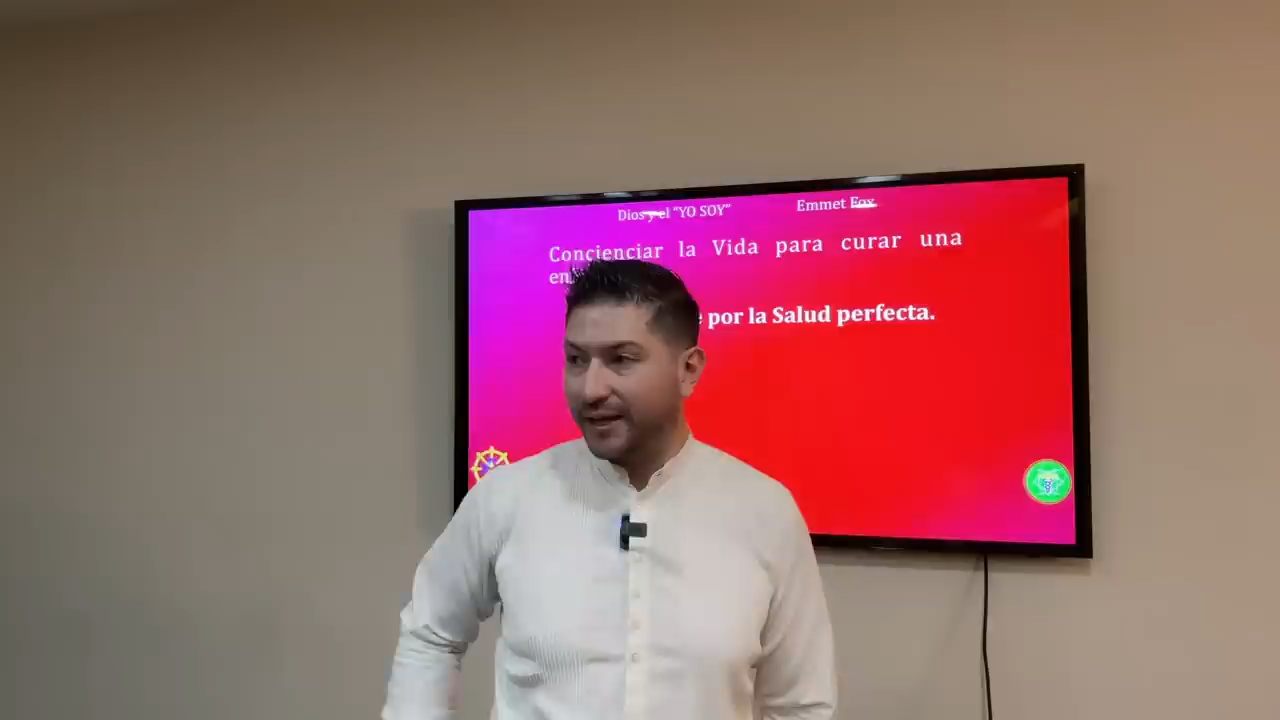 Dios y el "YO SOY" Emmet Fox
Concienciar la Vida para curar una
por la Salud perfecta.